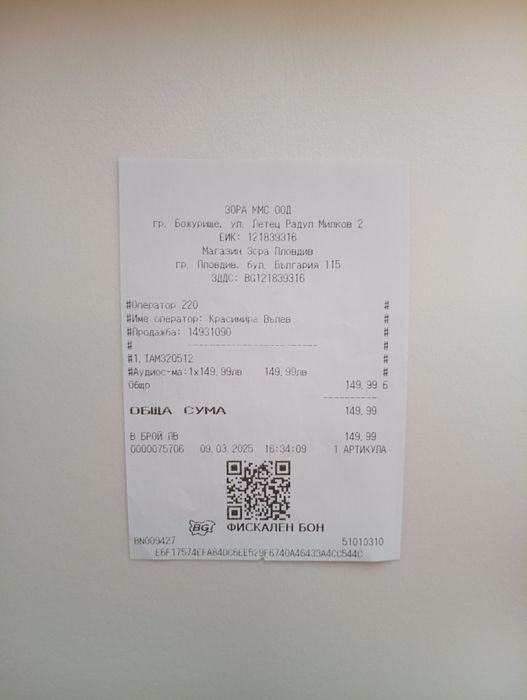 ЗОРА ММС ООД
гр. Божурище, ул. Летец Радул Милков 2
ЕИК: 121839316
Магазин Зора Пловдив
гр. Пловдив, бул. България 115
ЗДДС: BG121839316
#Оператор 220 #
#Име оператор: Красимира Вълев #
#Продажба: 14931090 #
# -------------------- #
#1. TAM320512 #
#Аудиос-ма:1x149,99лв 149,99лв #
Общо 149,99 Б
----------
ОБЩА СУМА 149,99
В БРОЙ ЛВ 149,99
0000075706 09.03.2025 16:34:09 1 АРТИКУЛА
BG ФИСКАЛЕН БОН
BN009427 51010310
E6F17574EFA84DC6EE529F6740A46433A4CC544C